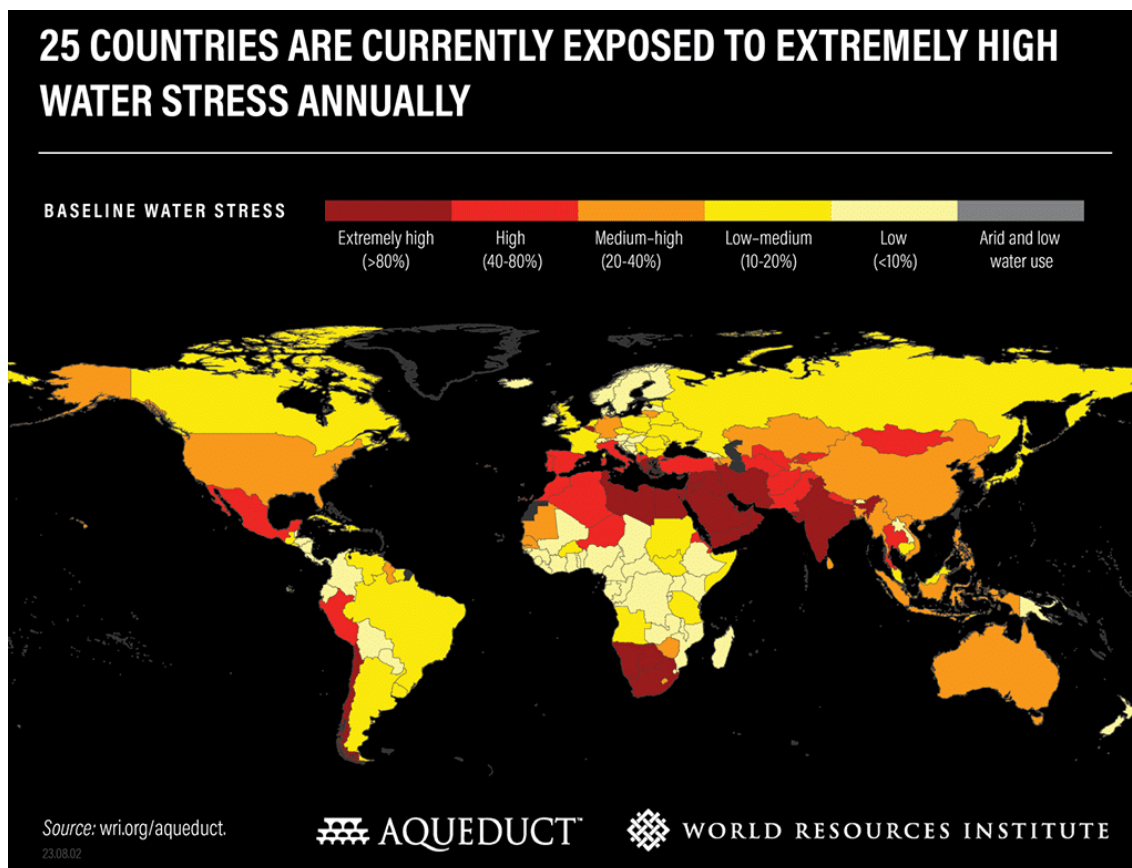 25 COUNTRIES ARE CURRENTLY EXPOSED TO EXTREMELY HIGH
WATER STRESS ANNUALLY
BASELINE WATER STRESS
Extremely high
(>80%)
High
(40-80%)
Medium–high
(20-40%)
Low–medium
(10-20%)
Low
(<10%)
Arid and low
water use
Source: wri.org/aqueduct.
23.08.02
AQUEDUCT™
WORLD RESOURCES INSTITUTE